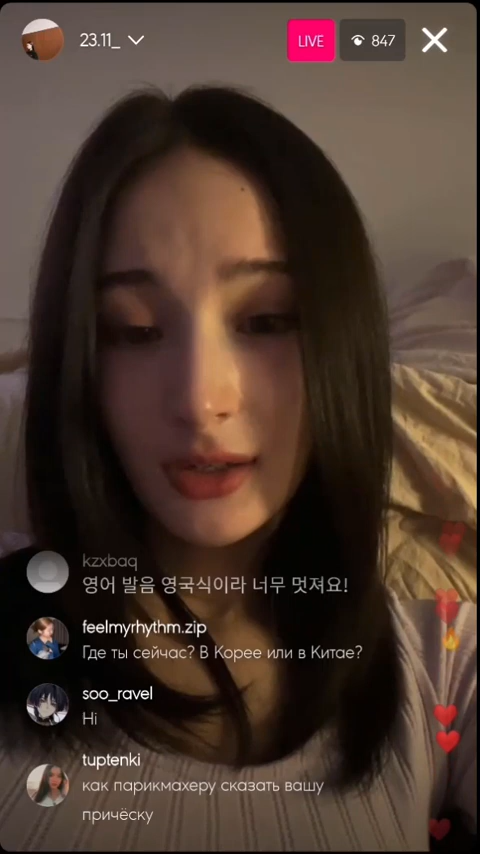 23.11_
LIVE
847
kzxbaq
영어 발음 영국식이라 너무 멋져요!
feelmyrhythm.zip
Где ты сейчас? В Корее или в Китае?
soo_ravel
Hi
tuptenki
как парикмахеру сказать вашу
причёску